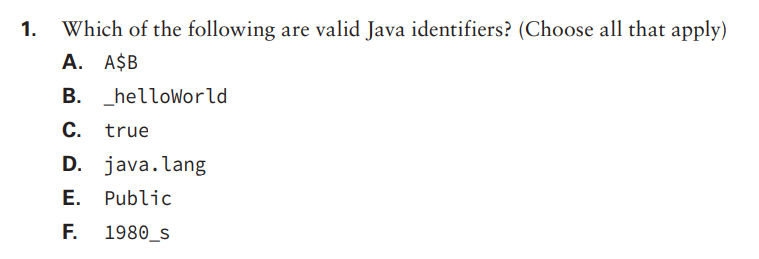 1. Which of the following are valid Java identifiers? (Choose all that apply)
A. A$B
B. _helloWorld
C. true
D. java.lang
E. Public
F. 1980_s